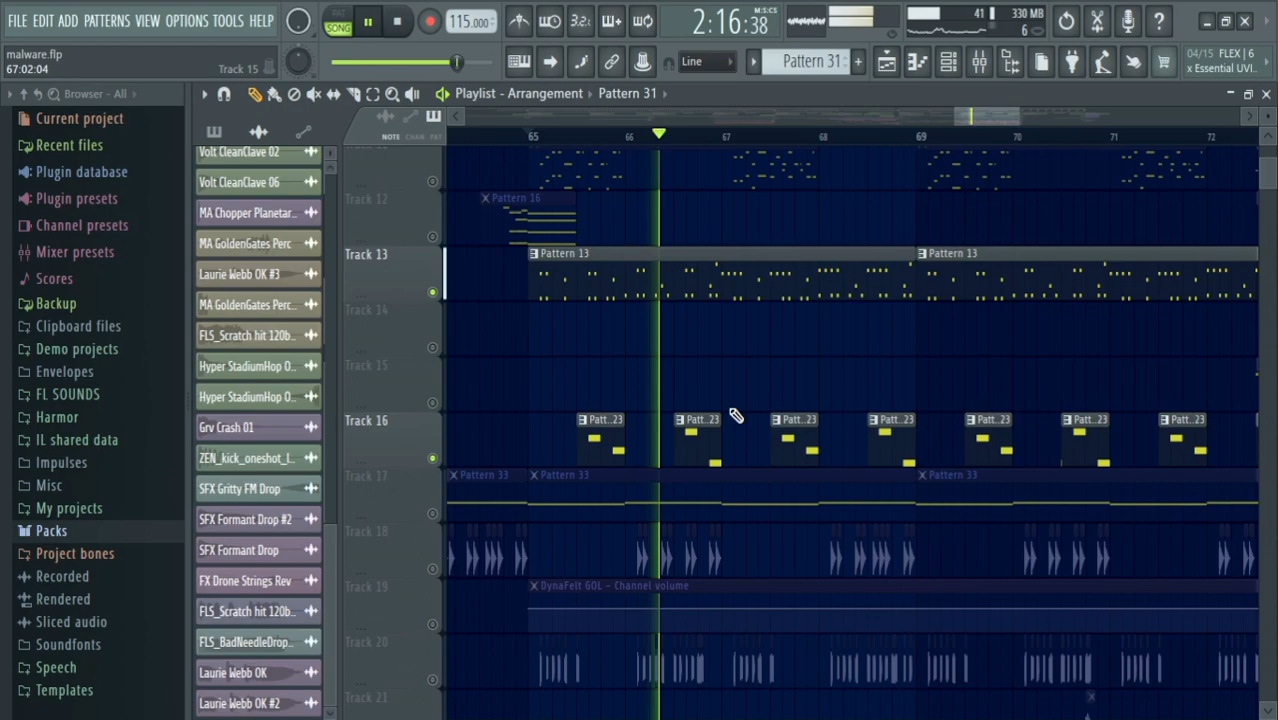 FILE EDIT ADD PATTERNS VIEW OPTIONS TOOLS HELP
PAT
SONG
115.000
3.2.
2:16:38
M:S:CS
41
330 MB
6
malware.flp
67:02:04
Track 15
Line
Pattern 31
04/15 FLEX | 6
x Essential UVI..
Browser - All
Playlist - Arrangement
Pattern 31
NOTE CHAN PAT
65
66
67
68
69
70
71
72
Current project
Recent files
Plugin database
Plugin presets
Channel presets
Mixer presets
Scores
Backup
Clipboard files
Demo projects
Envelopes
FL SOUNDS
Harmor
IL shared data
Impulses
Misc
My projects
Packs
Project bones
Recorded
Rendered
Sliced audio
Soundfonts
Speech
Templates
Volt CleanClave 02
Volt CleanClave 06
MA Chopper Planetar..
MA GoldenGates Perc
Laurie Webb OK #3
MA GoldenGates Perc..
FLS_Scratch hit 120b..
Hyper StadiumHop O..
Hyper StadiumHop O..
Grv Crash 01
ZEN_kick_oneshot_l..
SFX Gritty FM Drop
SFX Formant Drop #2
SFX Formant Drop
FX Drone Strings Rev
FLS_Scratch hit 120b..
FLS_BadNeedleDrop..
Laurie Webb OK
Laurie Webb OK #2
Track 12
Pattern 16
Track 13
Pattern 13
Pattern 13
Track 14
Track 15
Track 16
Patt..23
Patt..23
Patt..23
Patt..23
Patt..23
Patt..23
Patt..23
Track 17
Pattern 33
Pattern 33
Pattern 33
Track 18
Track 19
DynaFelt GOL - Channel volume
Track 20
Track 21